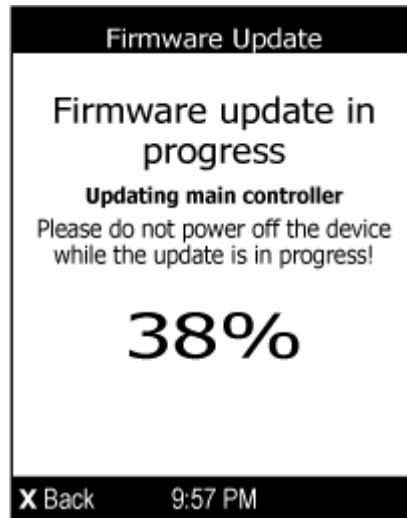 Firmware Update
Firmware update in
progress
Updating main controller
Please do not power off the device
while the update is in progress!
38%
X Back 9:57 PM